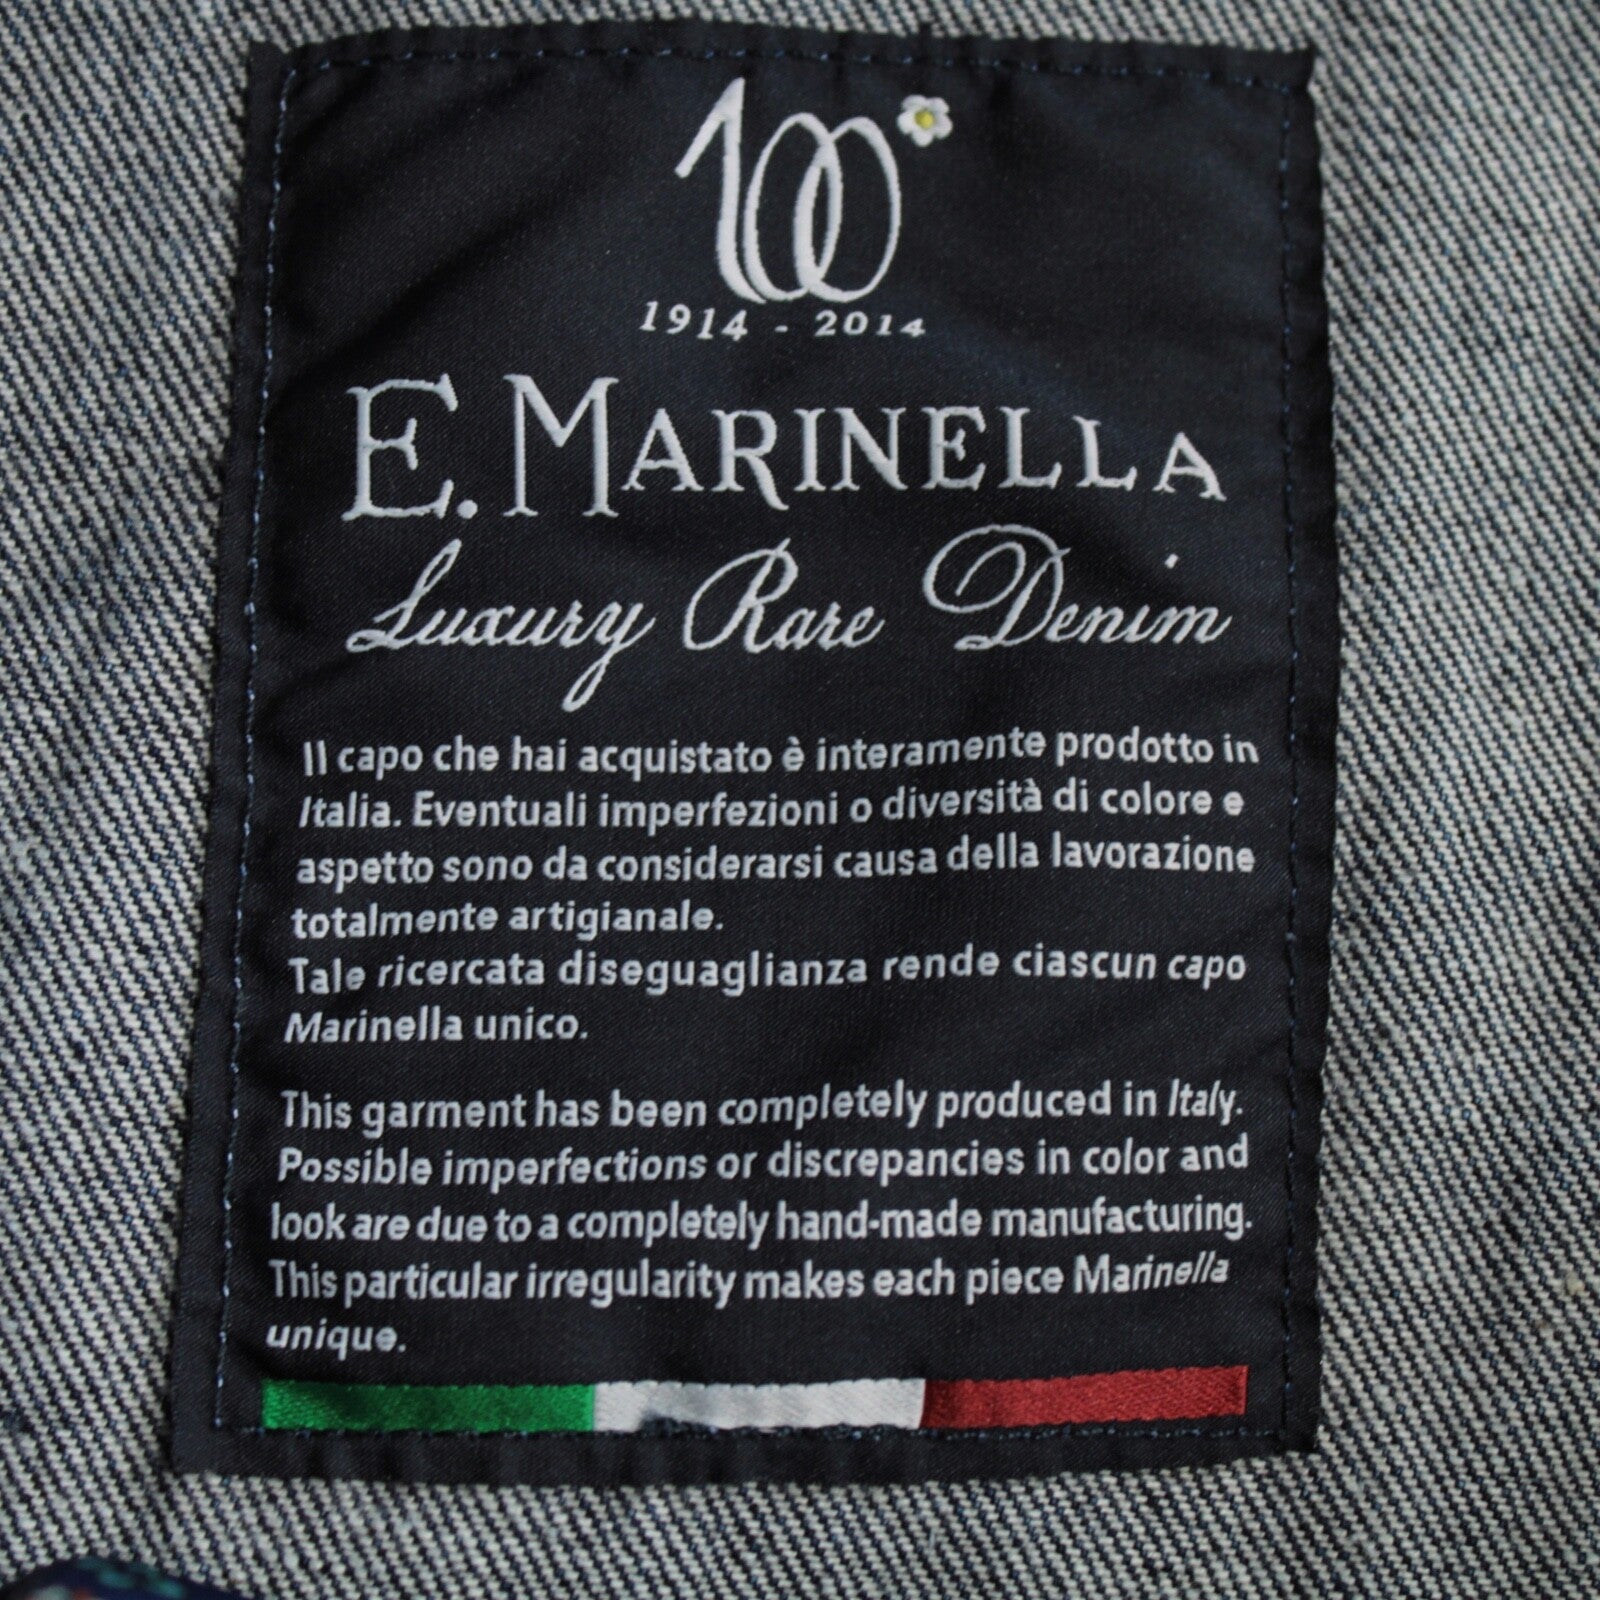 100°
1914 - 2014
E. MARINELLA
Luxury Rare Denim
Il capo che hai acquistato è interamente prodotto in
Italia. Eventuali imperfezioni o diversità di colore e
aspetto sono da considerarsi causa della lavorazione
totalmente artigianale.
Tale ricercata diseguaglianza rende ciascun capo
Marinella unico.
This garment has been completely produced in Italy.
Possible imperfections or discrepancies in color and
look are due to a completely hand-made manufacturing.
This particular irregularity makes each piece Marinella
unique.